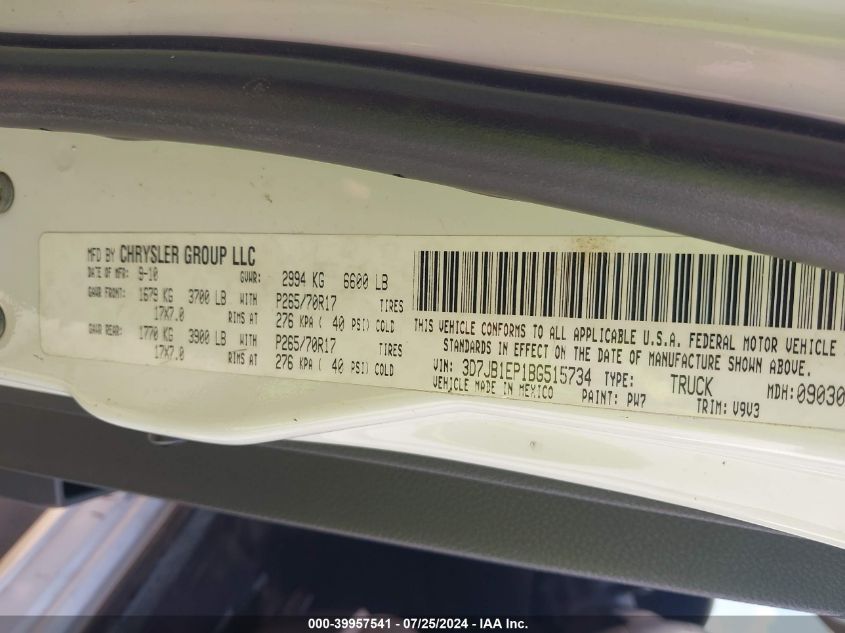 MFD BY CHRYSLER GROUP LLC
DATE OF MFR: 9-10 GVWR: 2994 KG 6600 LB
GAWR FRONT: 1679 KG 3700 LB WITH P265/70R17 TIRES
17X7.0 RIMS AT 276 KPA ( 40 PSI) COLD
GAWR REAR: 1770 KG 3900 LB WITH P265/70R17 TIRES
17X7.0 RIMS AT 276 KPA ( 40 PSI) COLD
THIS VEHICLE CONFORMS TO ALL APPLICABLE U.S.A. FEDERAL MOTOR VEHICLE
STANDARDS IN EFFECT ON THE DATE OF MANUFACTURE SHOWN ABOVE.
VIN: 3D7JB1EP1BG515734 TYPE: TRUCK MDH:09030
VEHICLE MADE IN MEXICO PAINT: PW7 TRIM: V9V3
000-39957541 / 07/25/2024 - IAA Inc.